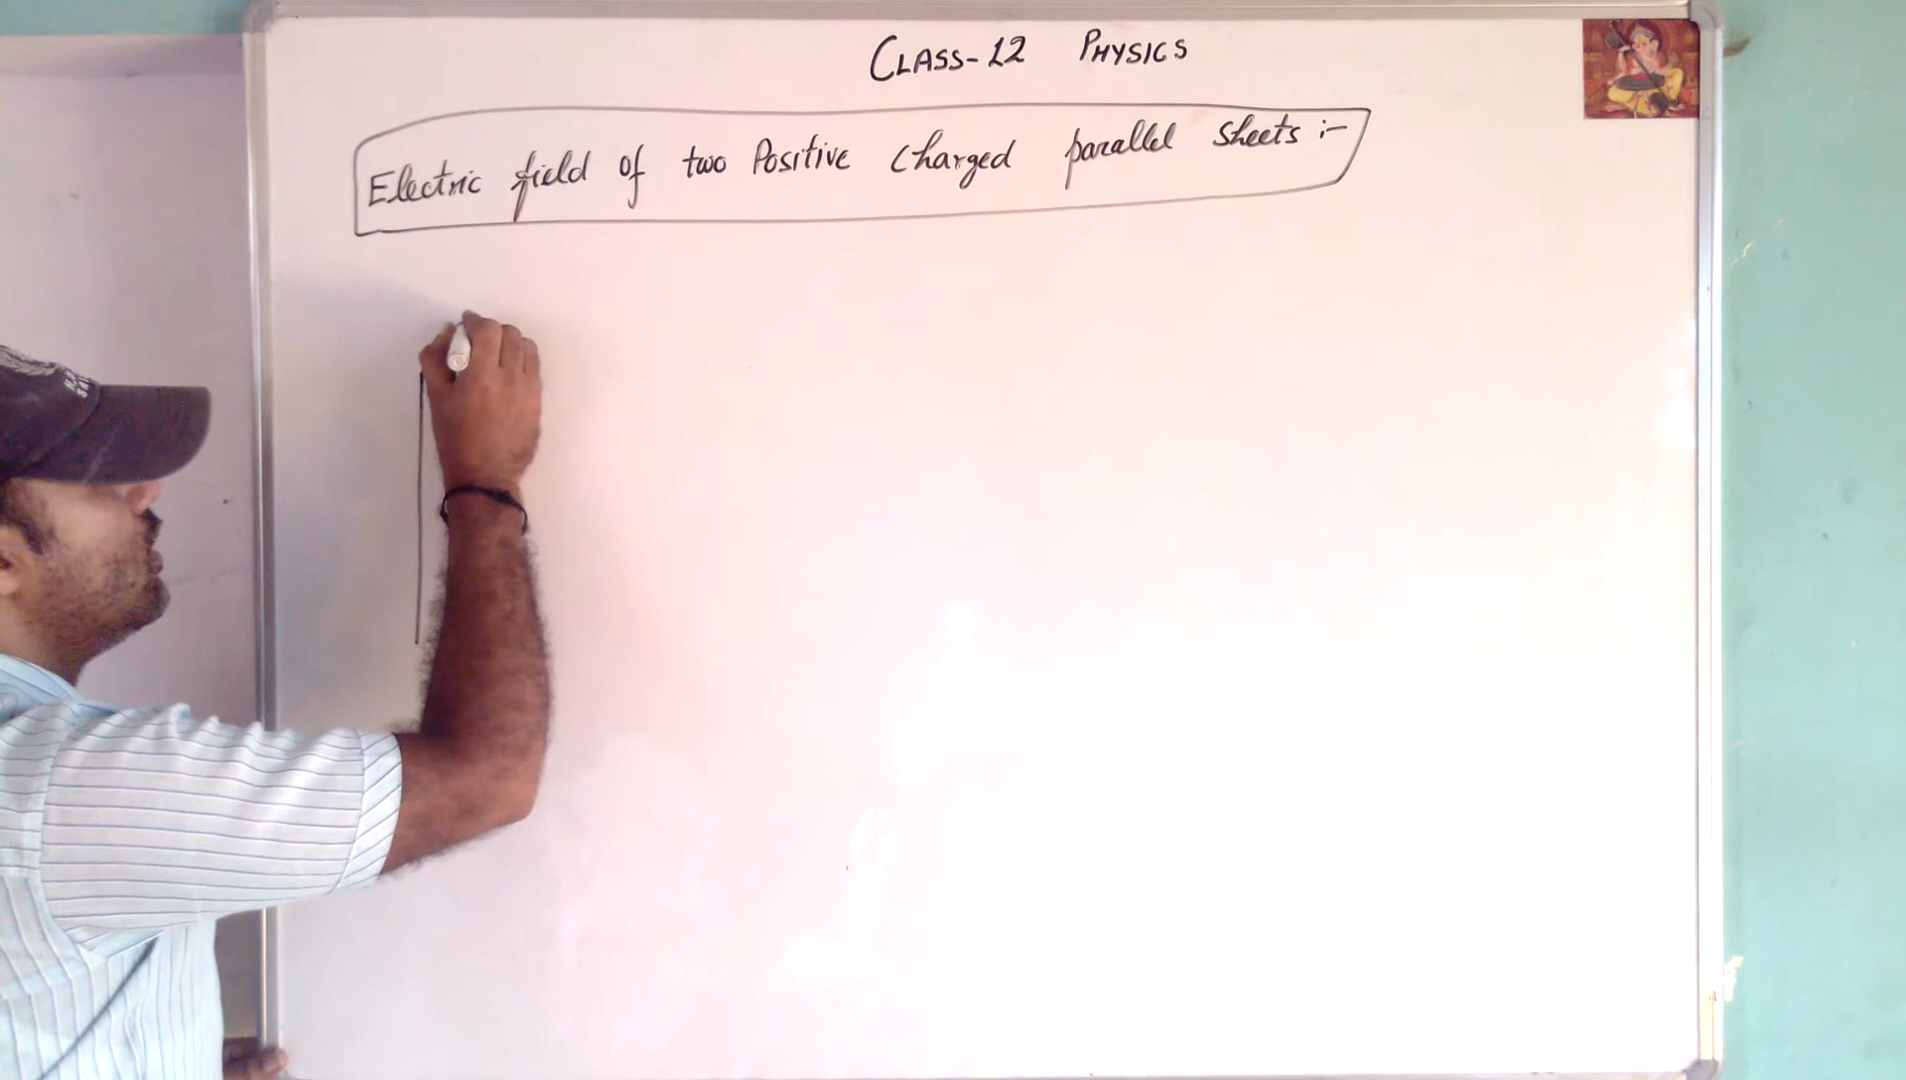 CLASS-12 PHYSICS
Electric field of two Positive charged parallel sheets :-